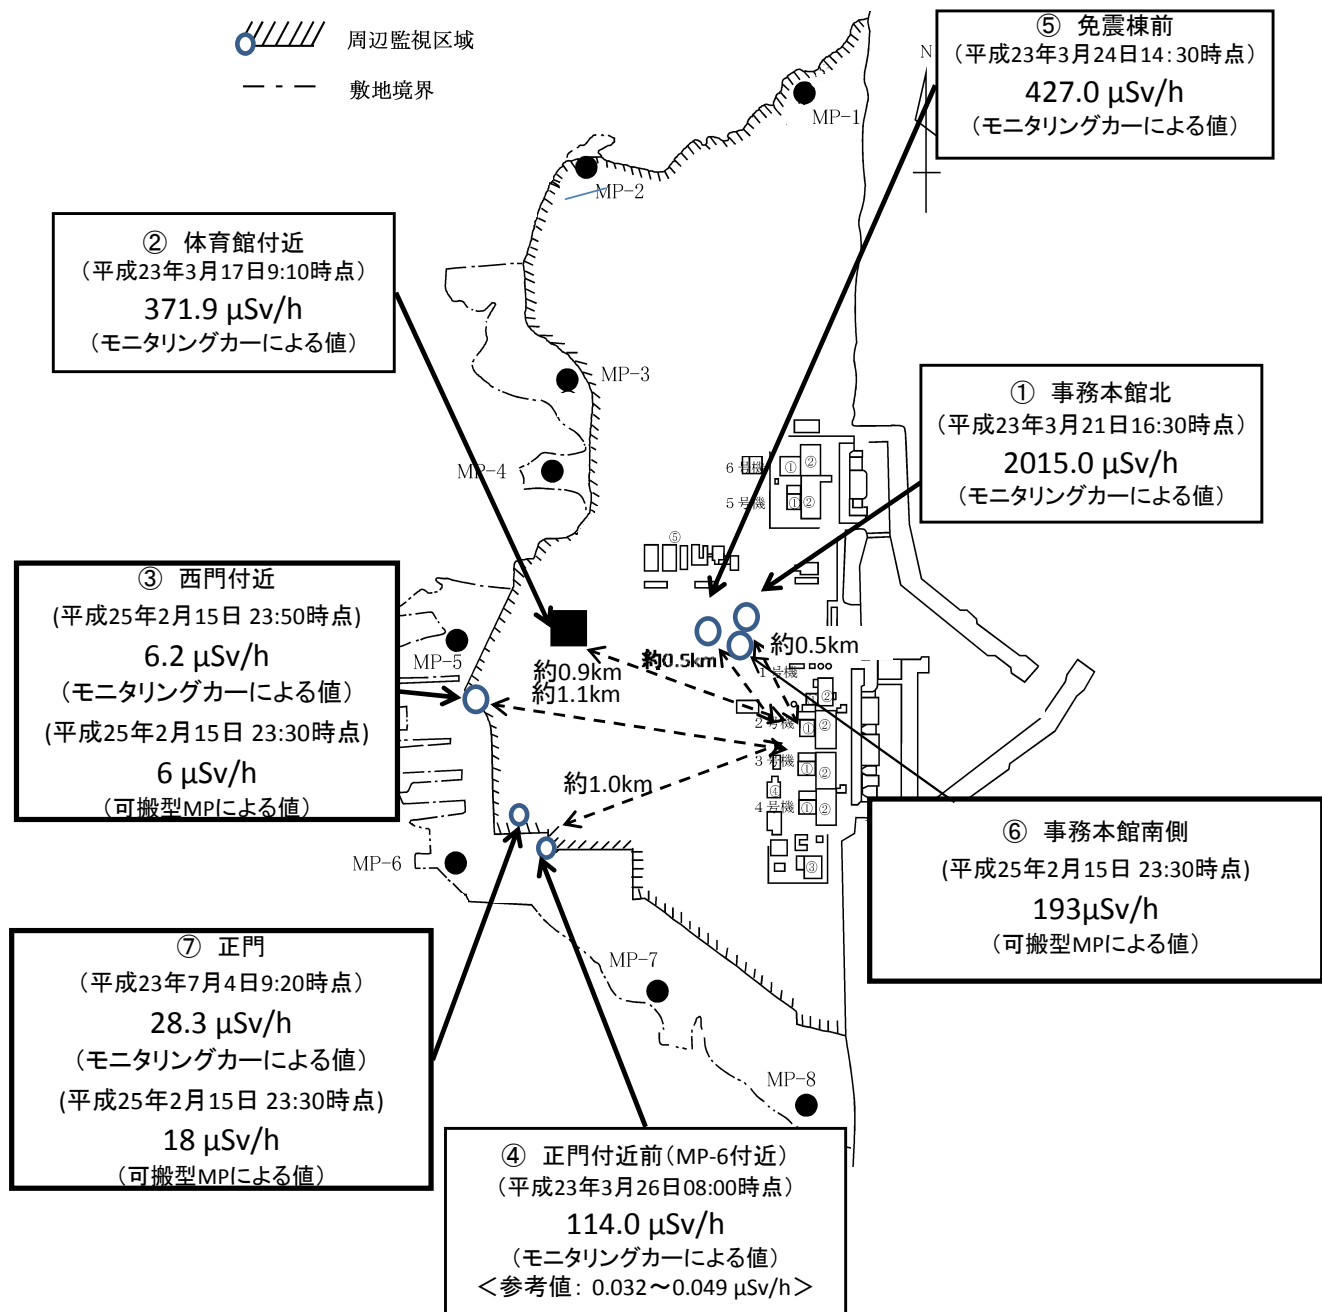 周辺監視区域
敷地境界
⑤ 免震棟前
（平成23年3月24日14：30時点）
427.0 μSv/h
（モニタリングカーによる値）
N
MP-1
MP-2
② 体育館付近
（平成23年3月17日9:10時点）
371.9 μSv/h
（モニタリングカーによる値）
MP-3
① 事務本館北
（平成23年3月21日16:30時点）
2015.0 μSv/h
（モニタリングカーによる値）
MP-4
6号機
① ②
5号機
① ②
⑤
③ 西門付近
(平成25年2月15日 23:50時点)
6.2 μSv/h
（モニタリングカーによる値）
(平成25年2月15日 23:30時点)
6 μSv/h
（可搬型MPによる値）
MP-5
約0.9km
約1.1km
約0.5km
約0.5km
1号機
②
2号機
① ②
3号機
① ②
約1.0km
④
4号機
① ②
③
MP-6
⑥ 事務本館南側
(平成25年2月15日 23:30時点)
193μSv/h
（可搬型MPによる値）
⑦ 正門
（平成23年7月4日9:20時点）
28.3 μSv/h
（モニタリングカーによる値）
(平成25年2月15日 23:30時点)
18 μSv/h
（可搬型MPによる値）
MP-7
MP-8
④ 正門付近前（MP-6付近）
（平成23年3月26日08:00時点）
114.0 μSv/h
（モニタリングカーによる値）
＜参考値： 0.032～0.049 μSv/h＞